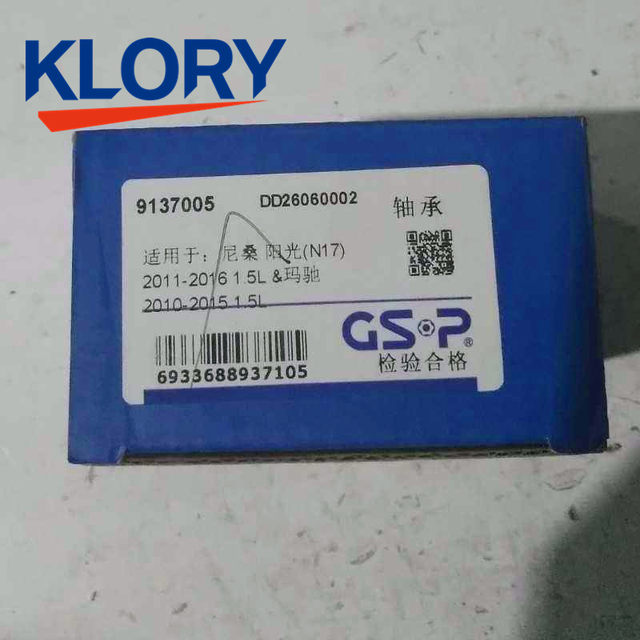 KLORY
9137005 DD26060002 轴承
适用于：尼桑 阳光(N17)
2011-2016 1.5L &玛驰
2010-2015 1.5L
GSP®
6933688937105
检验合格